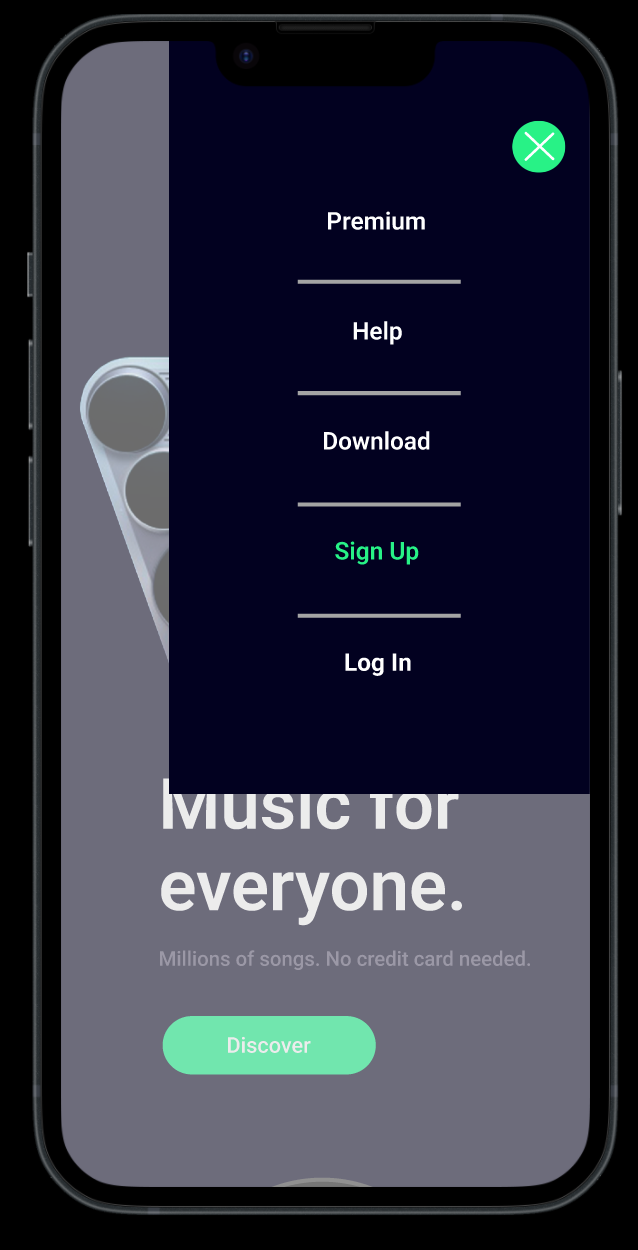 Premium
Help
Download
Sign Up
Log In
Music for
everyone.
Millions of songs. No credit card needed.
Discover